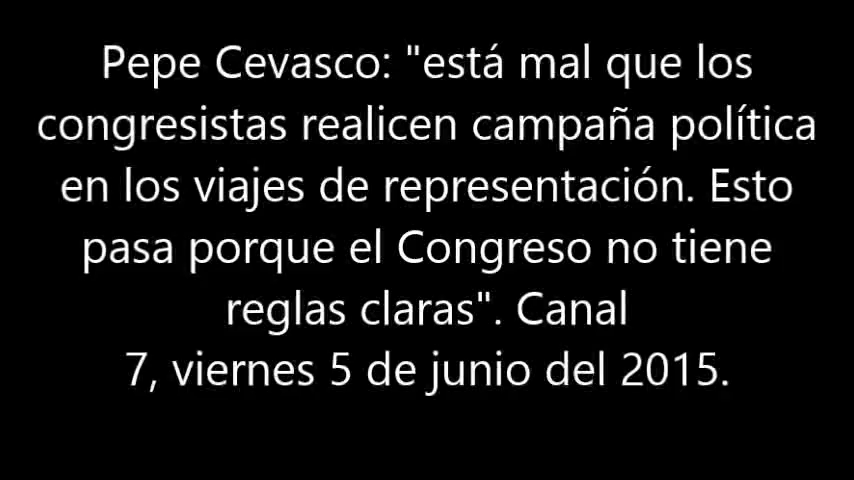 Pepe Cevasco: "está mal que los
congresistas realicen campaña política
en los viajes de representación. Esto
pasa porque el Congreso no tiene
reglas claras". Canal
7, viernes 5 de junio del 2015.